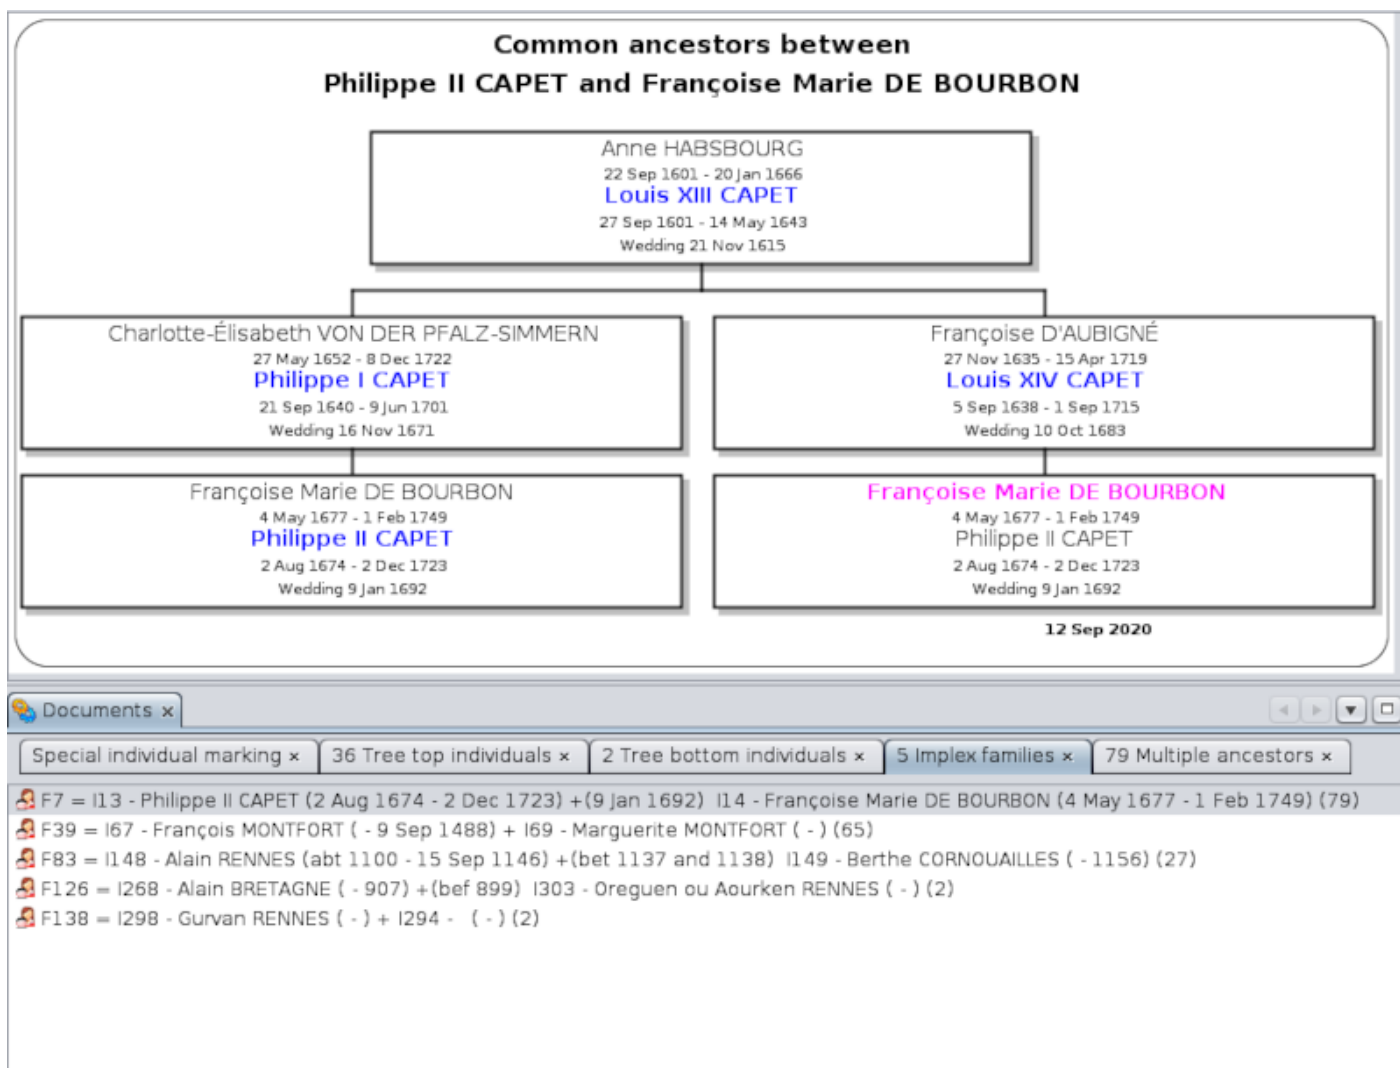 Common ancestors between
Philippe II CAPET and Françoise Marie DE BOURBON
Anne HABSBOURG
22 Sep 1601 - 20 Jan 1666
Louis XIII CAPET
27 Sep 1601 - 14 May 1643
Wedding 21 Nov 1615
Charlotte-Élisabeth VON DER PFALZ-SIMMERN
27 May 1652 - 8 Dec 1722
Philippe I CAPET
21 Sep 1640 - 9 Jun 1701
Wedding 16 Nov 1671
Françoise D'AUBIGNÉ
27 Nov 1635 - 15 Apr 1719
Louis XIV CAPET
5 Sep 1638 - 1 Sep 1715
Wedding 10 Oct 1683
Françoise Marie DE BOURBON
4 May 1677 - 1 Feb 1749
Philippe II CAPET
2 Aug 1674 - 2 Dec 1723
Wedding 9 Jan 1692
Françoise Marie DE BOURBON
4 May 1677 - 1 Feb 1749
Philippe II CAPET
2 Aug 1674 - 2 Dec 1723
Wedding 9 Jan 1692
12 Sep 2020
Documents ×
Special individual marking × 36 Tree top individuals × 2 Tree bottom individuals × 5 Implex families × 79 Multiple ancestors ×
F7 = I13 - Philippe II CAPET (2 Aug 1674 - 2 Dec 1723) +(9 Jan 1692) I14 - Françoise Marie DE BOURBON (4 May 1677 - 1 Feb 1749) (79)
F39 = I67 - François MONTFORT ( - 9 Sep 1488) + I69 - Marguerite MONTFORT ( - ) (65)
F83 = I148 - Alain RENNES (abt 1100 - 15 Sep 1146) +(bet 1137 and 1138) I149 - Berthe CORNOUAILLES ( - 1156) (27)
F126 = I268 - Alain BRETAGNE ( - 907) +(bef 899) I303 - Oreguen ou Aourken RENNES ( - ) (2)
F138 = I298 - Gurvan RENNES ( - ) + I294 - ( - ) (2)